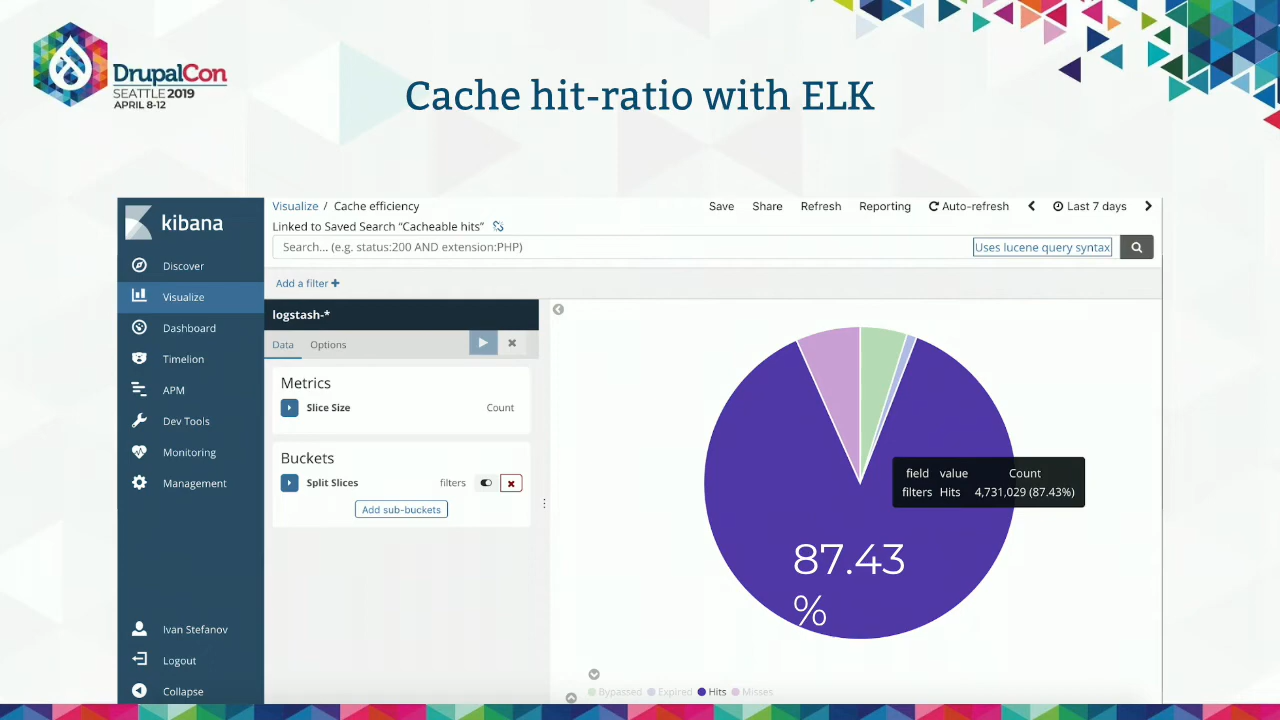 DrupalCon
SEATTLE 2019
APRIL 8-12
Cache hit-ratio with ELK
kibana
Discover
Visualize
Dashboard
Timelion
APM
Dev Tools
Monitoring
Management
Ivan Stefanov
Logout
Collapse
Visualize / Cache efficiency
Save Share Refresh Reporting Auto-refresh Last 7 days
Linked to Saved Search “Cacheable hits”
Search... (e.g. status:200 AND extension:PHP)
Uses lucene query syntax
Add a filter +
logstash-*
Data Options
Metrics
Slice Size Count
Buckets
Split Slices filters
Add sub-buckets
field value Count
filters Hits 4,731,029 (87.43%)
87.43
%
Bypassed Expired Hits Misses